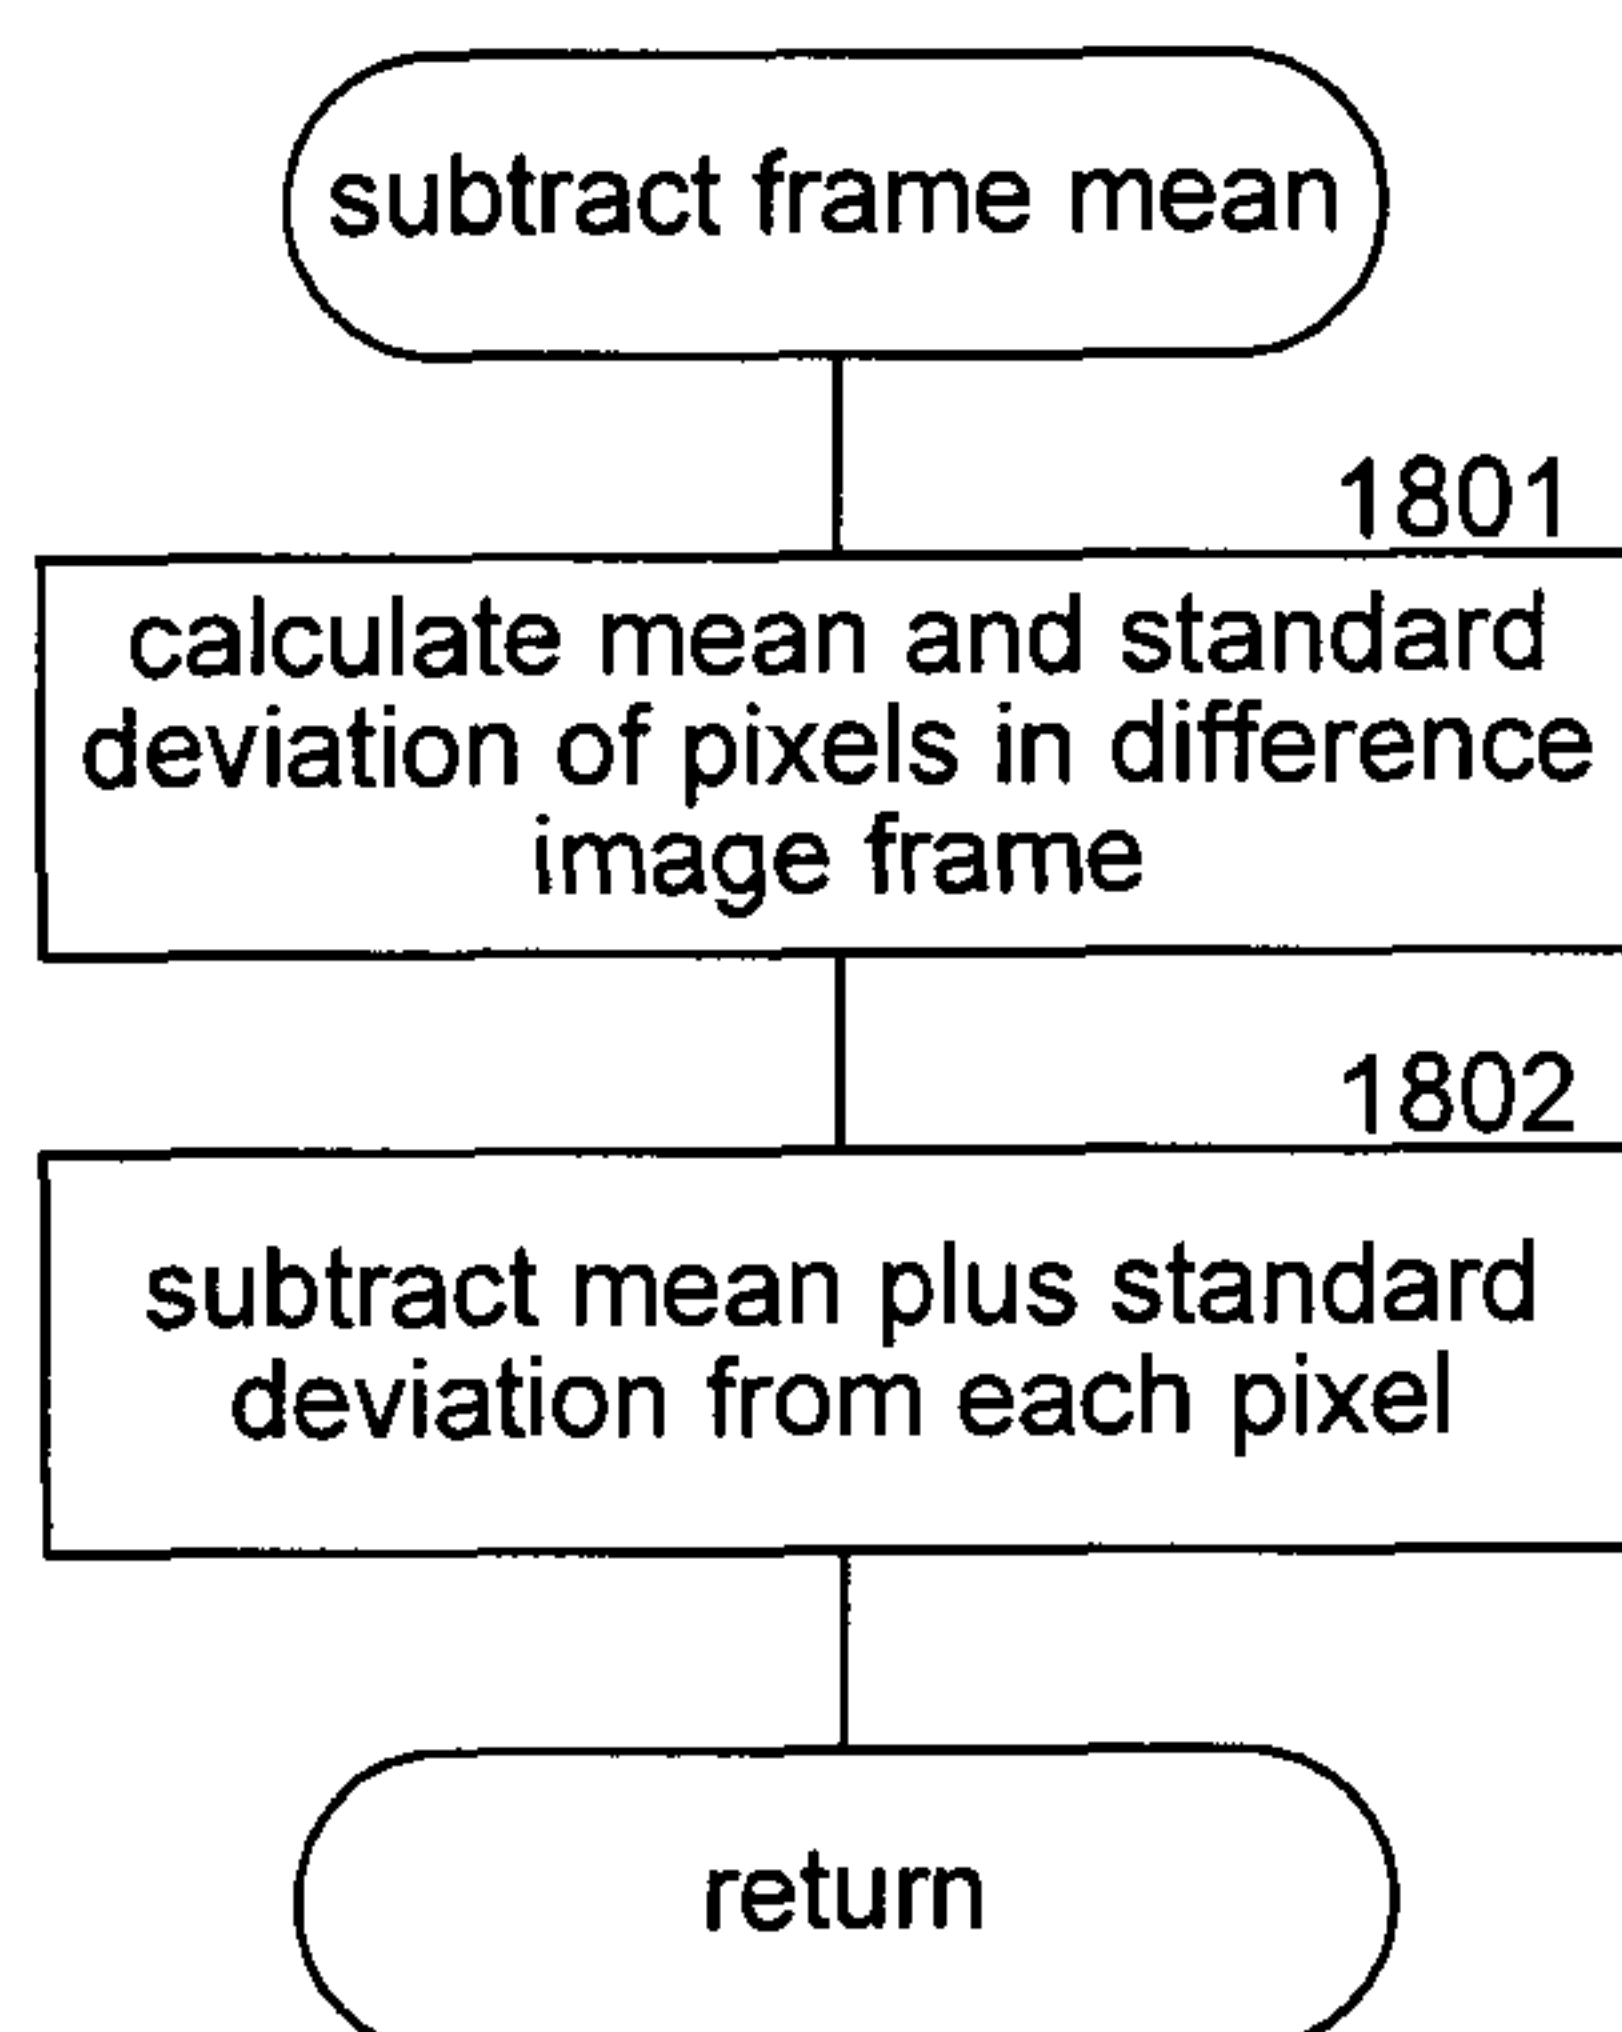 subtract frame mean
1801
calculate mean and standard
deviation of pixels in difference
image frame
1802
subtract mean plus standard
deviation from each pixel
return